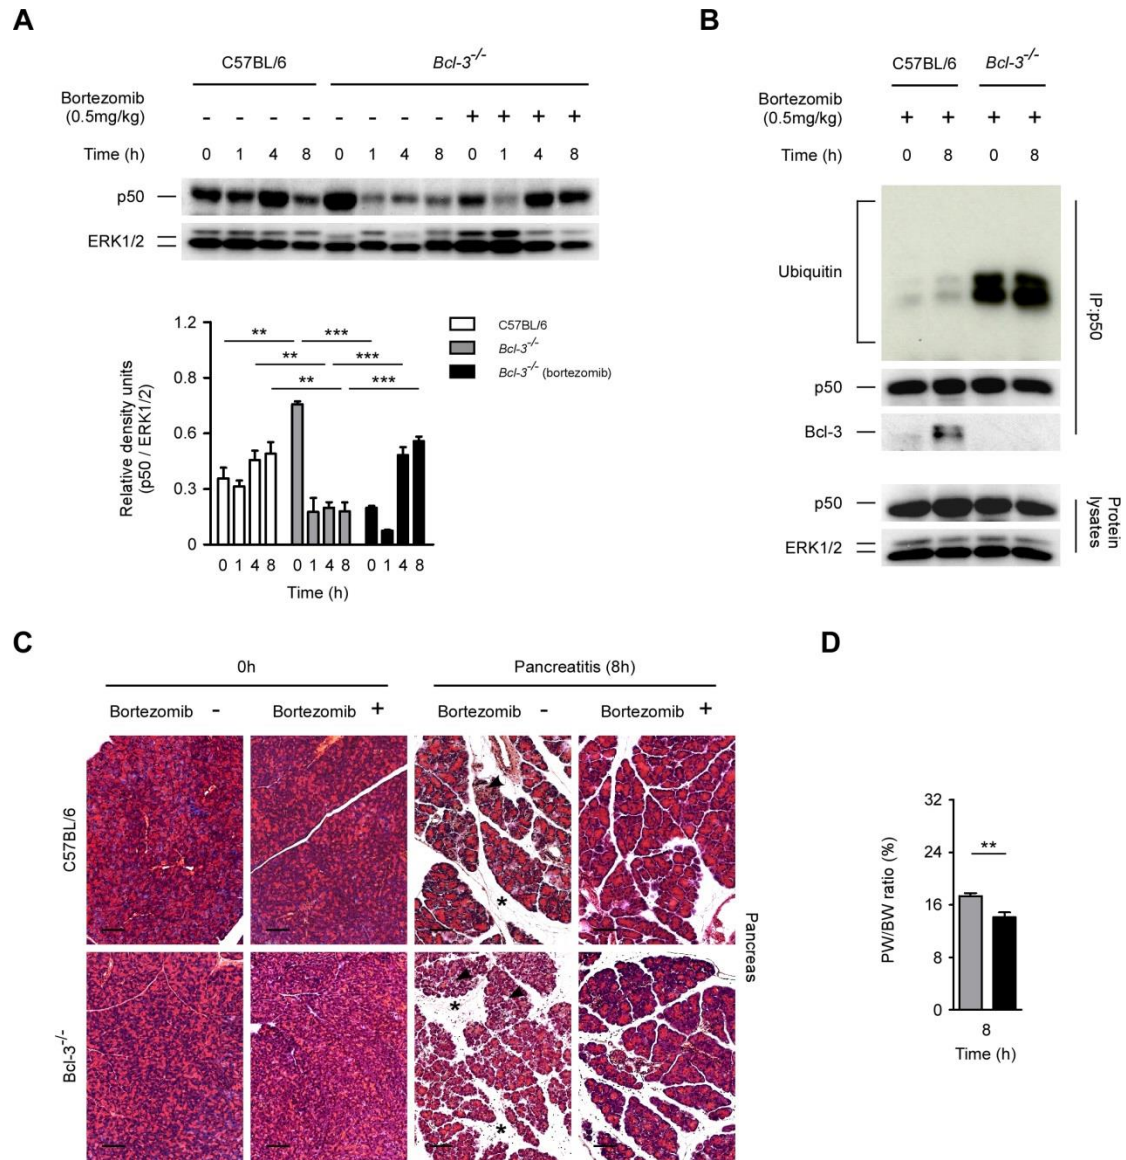 A
C57BL/6 Bcl-3-/-
Bortezomib
(0.5mg/kg) - - - - - - - - + + + +
Time (h) 0 1 4 8 0 1 4 8 0 1 4 8
p50
ERK1/2
Relative density units
(p50 / ERK1/2)
1.2
0.8
0.6
0.3
0
** ***
** ***
** ***
C57BL/6
Bcl-3-/-
Bcl-3-/- (bortezomib)
0 1 4 8 0 1 4 8 0 1 4 8
Time (h)
B
C57BL/6 Bcl-3-/-
Bortezomib
(0.5mg/kg) + + + +
Time (h) 0 8 0 8
Ubiquitin
p50
Bcl-3
IP:p50
p50
ERK1/2
Protein
lysates
C
0h Pancreatitis (8h)
Bortezomib - Bortezomib + Bortezomib - Bortezomib +
C57BL/6
*
Bcl-3-/-
*
*
Pancreas
D
PW/BW ratio (%)
32
24
16
8
0
**
8
Time (h)